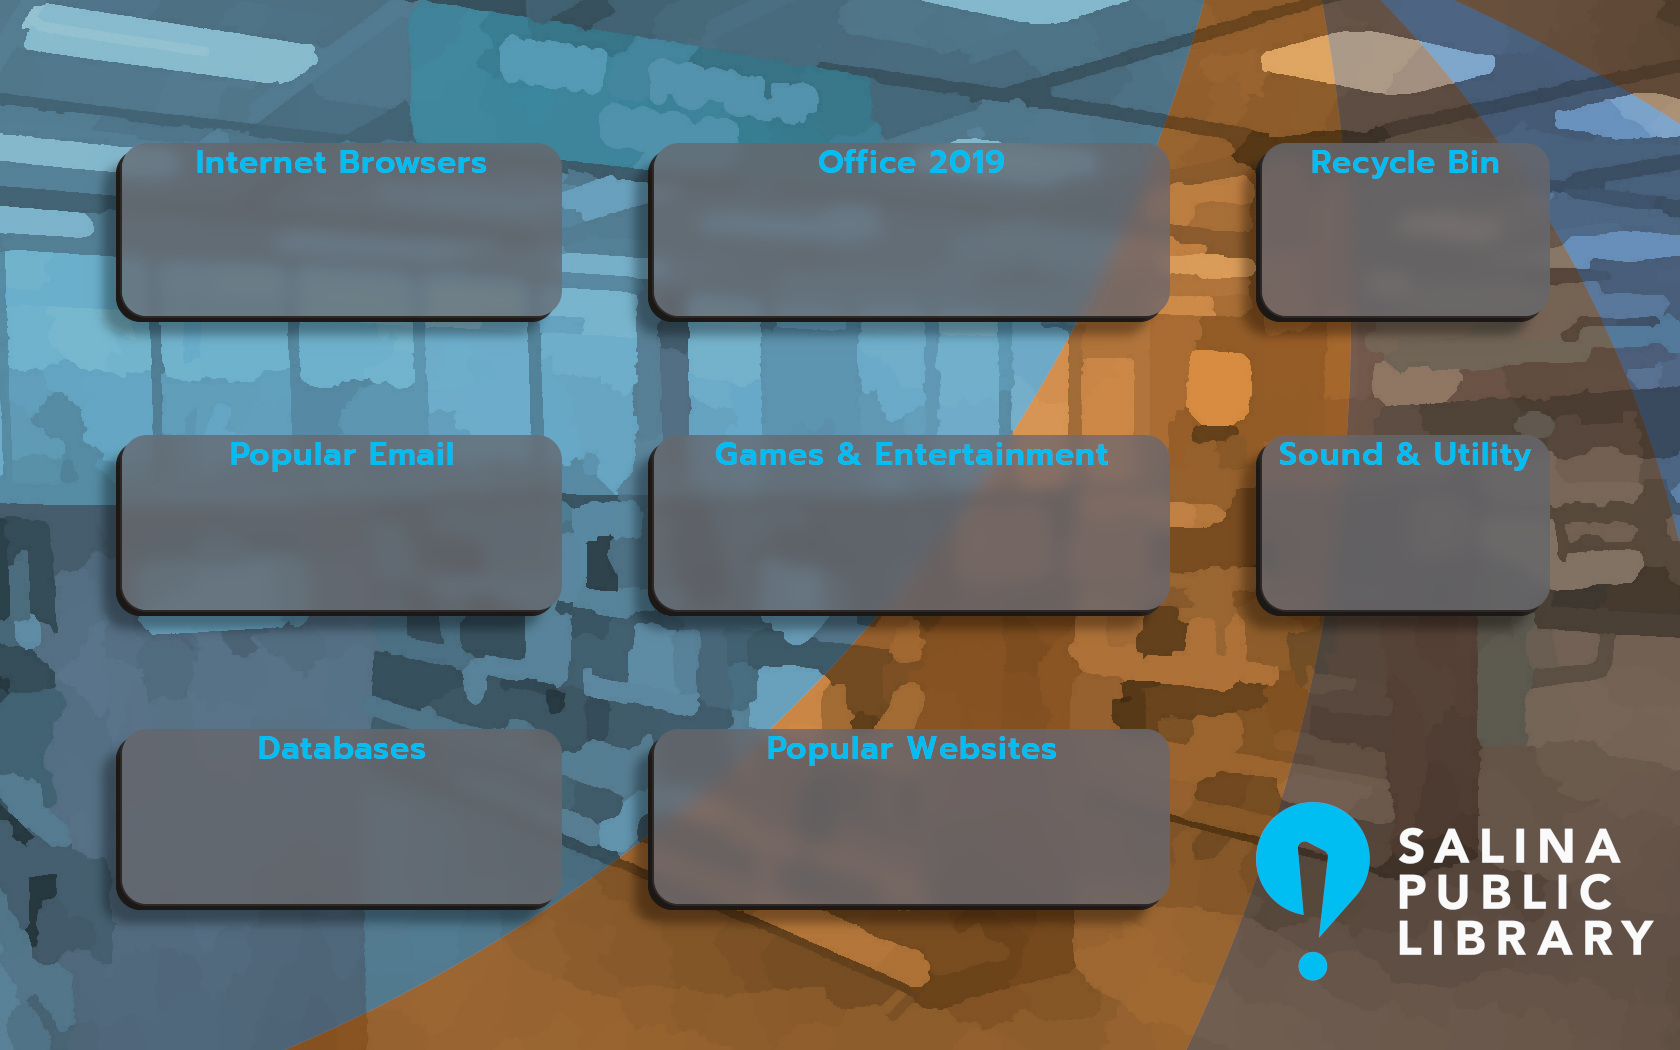 Internet Browsers
Office 2019
Recycle Bin
Popular Email
Games & Entertainment
Sound & Utility
Databases
Popular Websites
SALINA
PUBLIC
LIBRARY